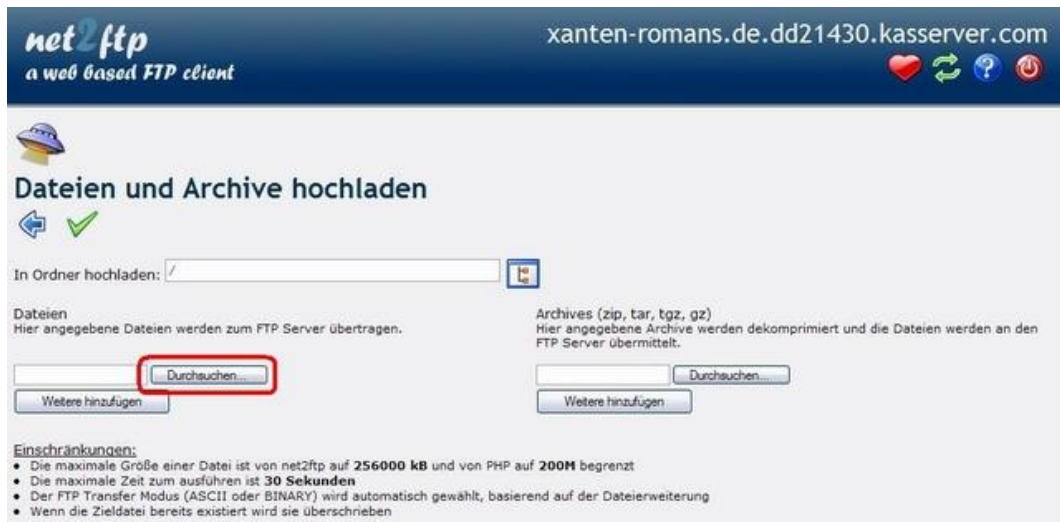 net2ftp
a web based FTP client
xanten-romans.de.dd21430.kasserver.com
Dateien und Archive hochladen
In Ordner hochladen: /
Dateien
Hier angegebene Dateien werden zum FTP Server übertragen.
Durchsuchen...
Weitere hinzufügen
Archives (zip, tar, tgz, gz)
Hier angegebene Archive werden dekomprimiert und die Dateien werden an den
FTP Server übermittelt.
Durchsuchen...
Weitere hinzufügen
Einschränkungen:
• Die maximale Größe einer Datei ist von net2ftp auf 256000 kB und von PHP auf 200M begrenzt
• Die maximale Zeit zum ausführen ist 30 Sekunden
• Der FTP Transfer Modus (ASCII oder BINARY) wird automatisch gewählt, basierend auf der Dateierweiterung
• Wenn die Zieldatei bereits existiert wird sie überschrieben